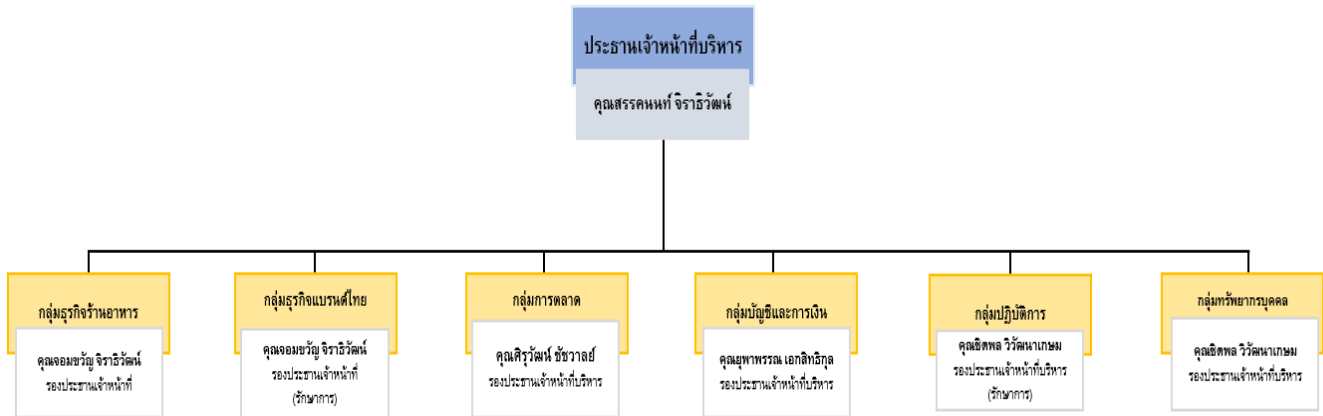 ประธานเจ้าหน้าที่บริหาร
คุณสรรคนนท์ จิราธิวัฒน์
กลุ่มธุรกิจร้านอาหาร
คุณจอมขวัญ จิราธิวัฒน์
รองประธานเจ้าหน้าที่
กลุ่มธุรกิจแบรนด์ไทย
คุณจอมขวัญ จิราธิวัฒน์
รองประธานเจ้าหน้าที่
(รักษาการ)
กลุ่มการตลาด
คุณศิรุวัฒน์ ชัชวาลย์
รองประธานเจ้าหน้าที่บริหาร
กลุ่มบัญชีและการเงิน
คุณยุพาพรรณ เอกสิทธิกุล
รองประธานเจ้าหน้าที่บริหาร
กลุ่มปฏิบัติการ
คุณชิตพล วิวัฒนาเกษม
รองประธานเจ้าหน้าที่บริหาร
(รักษาการ)
กลุ่มทรัพยากรบุคคล
คุณชิตพล วิวัฒนาเกษม
รองประธานเจ้าหน้าที่บริหาร